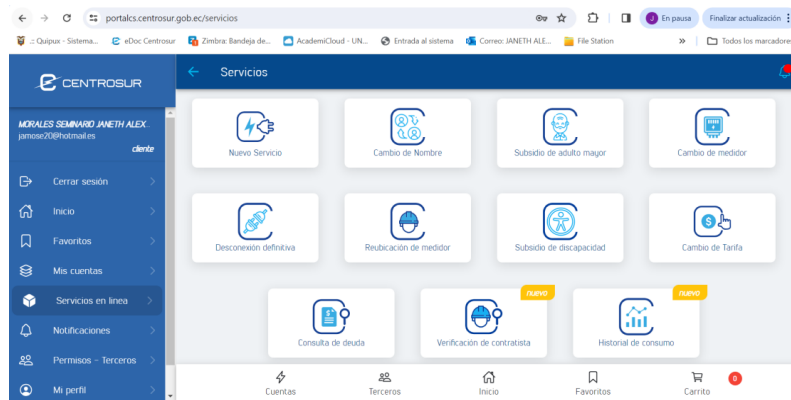 portalcs.centrosur.gob.ec/servicios
J En pausa
Finalizar actualización
.:: Quipux - Sistema...
eDoc Centrosur
Zimbra: Bandeja de...
AcademiCloud - UN...
Entrada al sistema
Correo: JANETH ALE...
File Station
»
Todos los marcadores
CENTROSUR
MORALES SEMINARIO JANETH ALEX...
jamose20@hotmail.es
cliente
Cerrar sesión
Inicio
Favoritos
Mis cuentas
Servicios en linea
Notificaciones
Permisos - Terceros
Mi perfil
Servicios
Nuevo Servicio
Cambio de Nombre
Subsidio de adulto mayor
Cambio de medidor
Desconexión definitiva
Reubicación de medidor
Subsidio de discapacidad
Cambio de Tarifa
Consulta de deuda
nuevo
Verificación de contratista
nuevo
Historial de consumo
Cuentas
Terceros
Inicio
Favoritos
Carrito
0